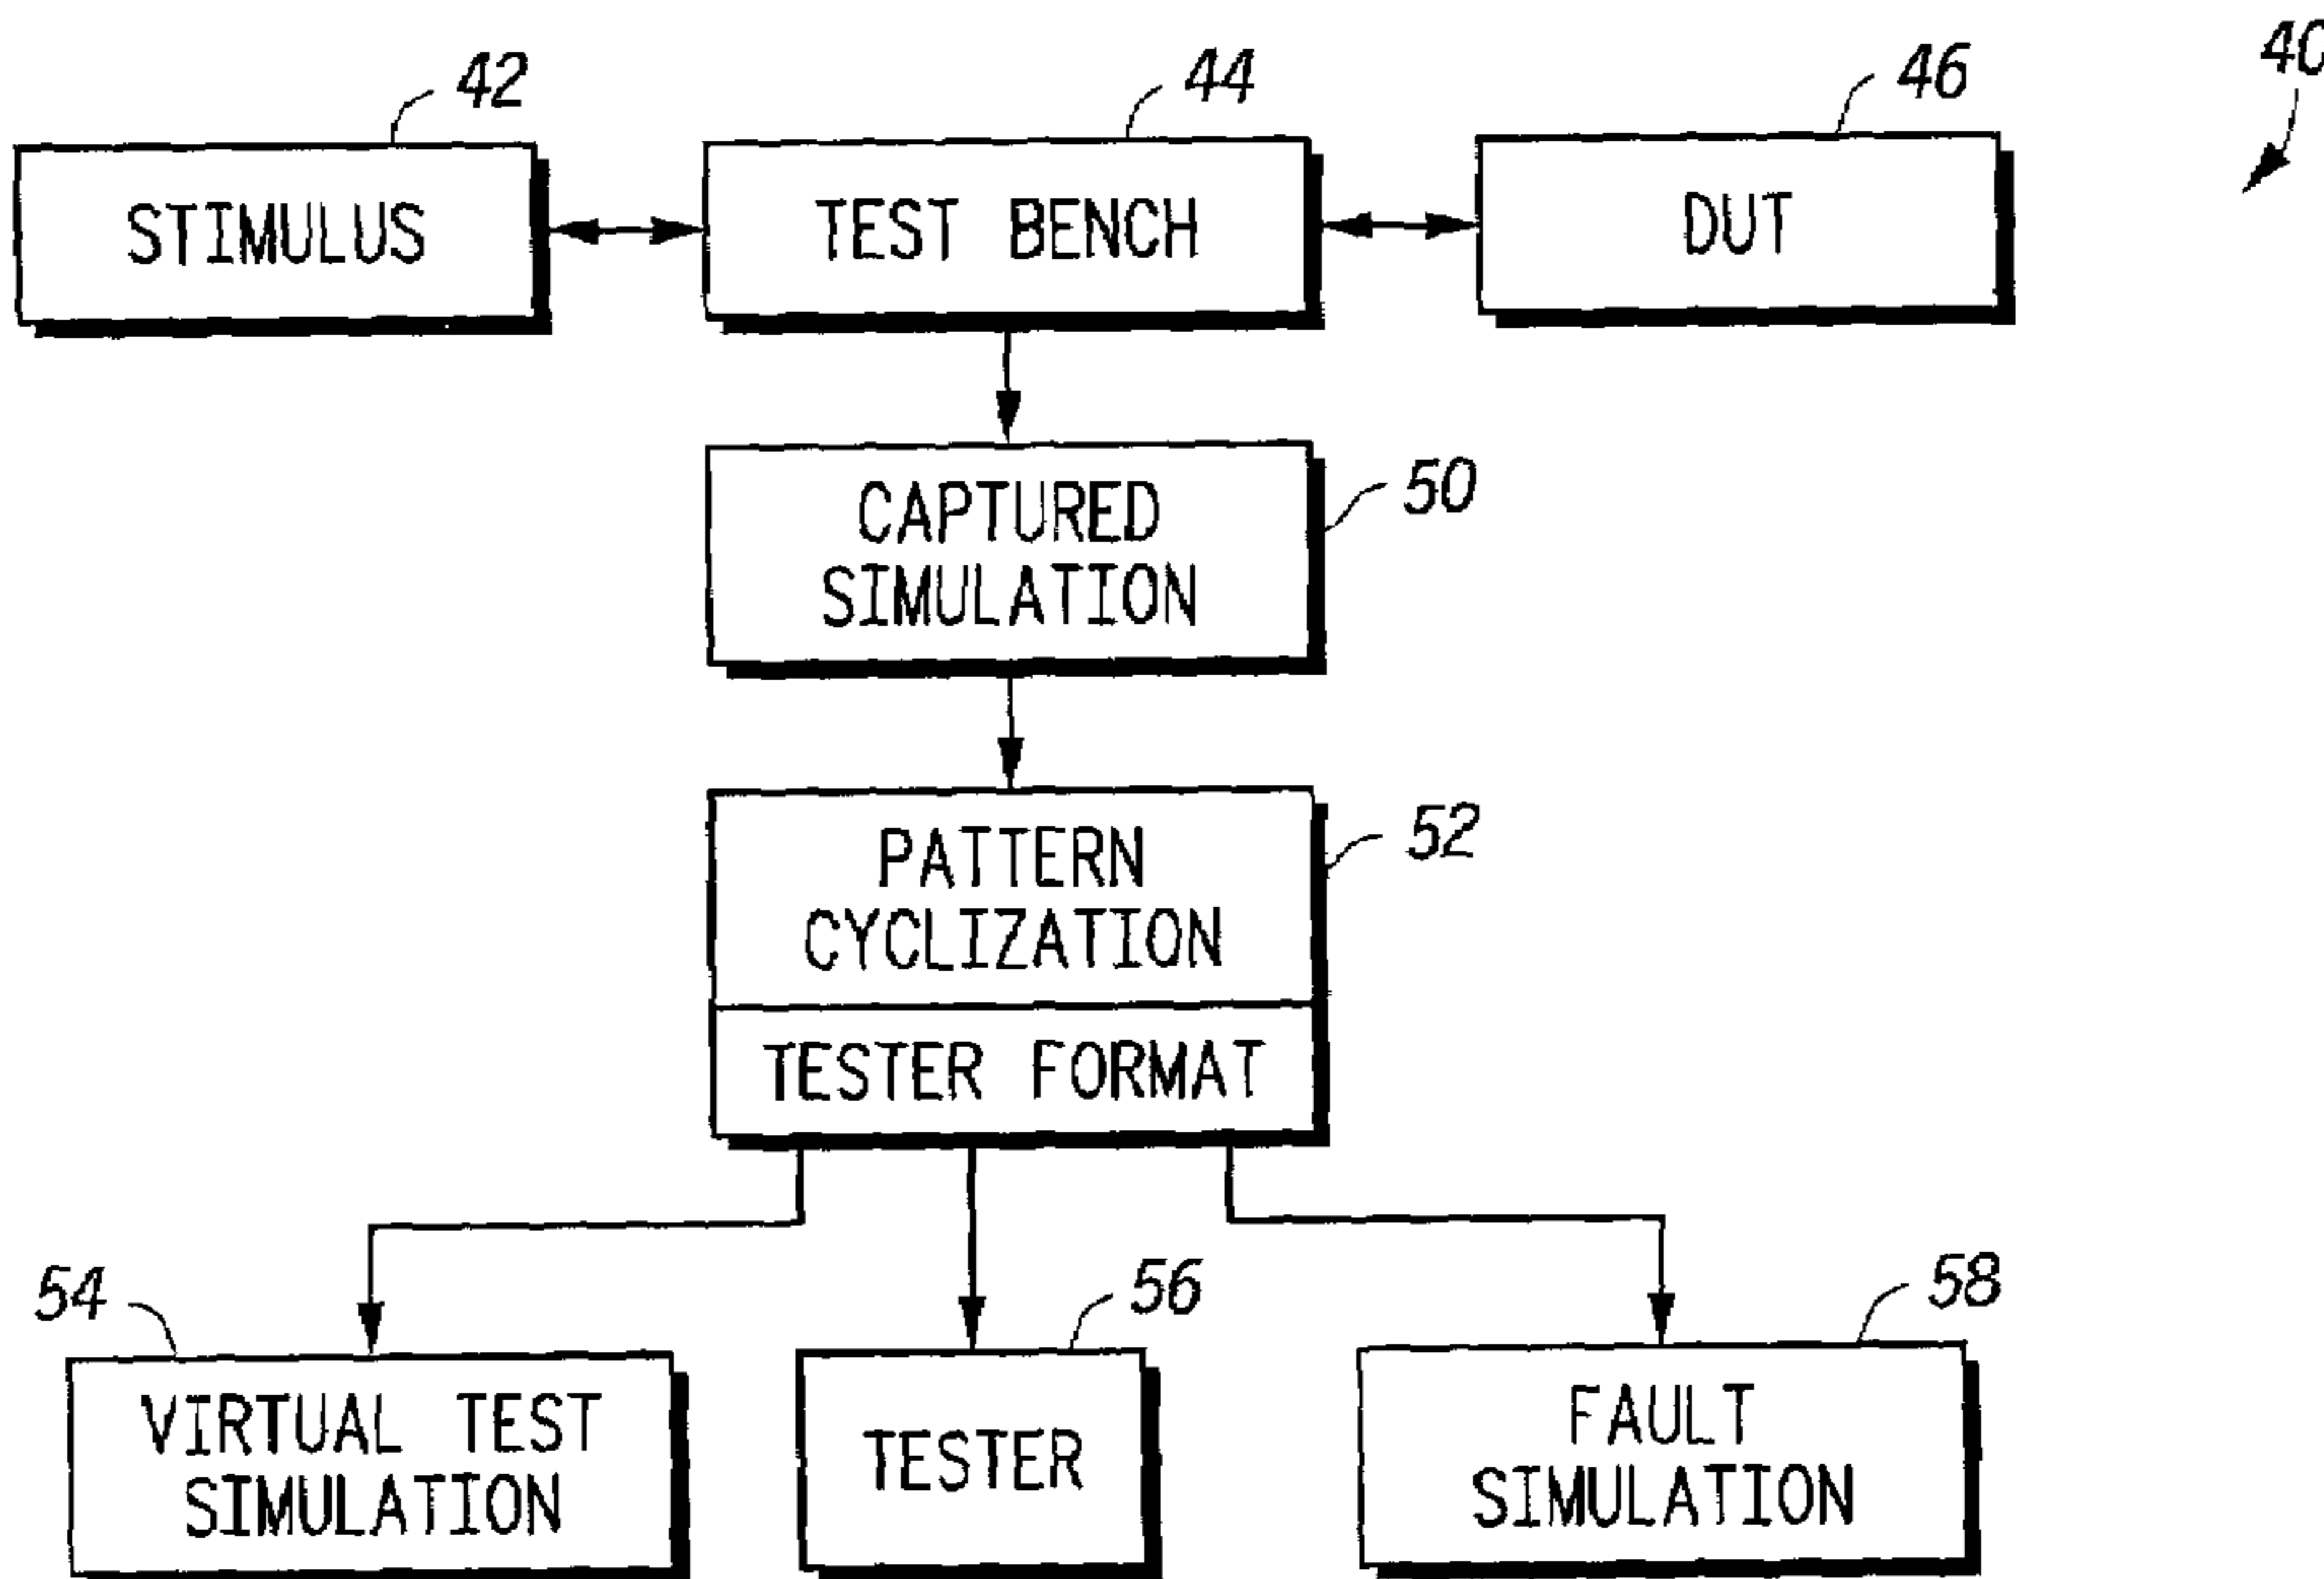 42
44
46
40
STIMULUS
TEST BENCH
DUT
CAPTURED
SIMULATION
50
PATTERN
CYCLIZATION
52
TESTER FORMAT
54
56
58
VIRTUAL TEST
SIMULATION
TESTER
FAULT
SIMULATION